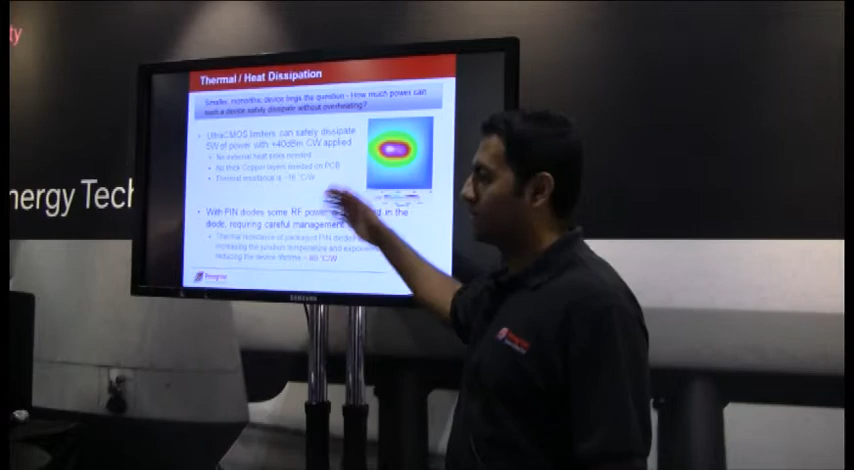 ty
Thermal / Heat Dissipation
Smaller, monolithic device begs the question - How much power can
such a device safely dissipate without overheating?
• UltraCMOS limiters can safely dissipate
5W of power with +40dBm CW applied
• No external heat sinks needed
• No thick Copper layers needed on PCB
• Thermal resistance is ~16 °C/W
• With PIN diodes some RF power in the
diode, requiring careful management
• Thermal resistance of packaged PIN diodes
increasing the junction temperature and
reducing the device lifetime ~ 80 °C/W
nergy Tech
SAMSUNG